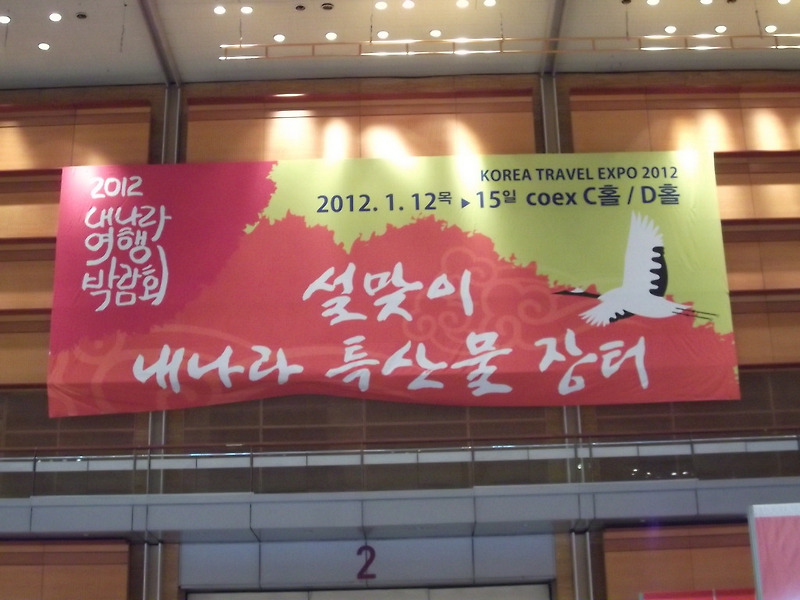 KOREA TRAVEL EXPO 2012
2012. 1. 12목 ▸ 15일 coex C홀 / D홀
2012
내나라
여행
박람회
설맞이
내나라 특산물 장터
2